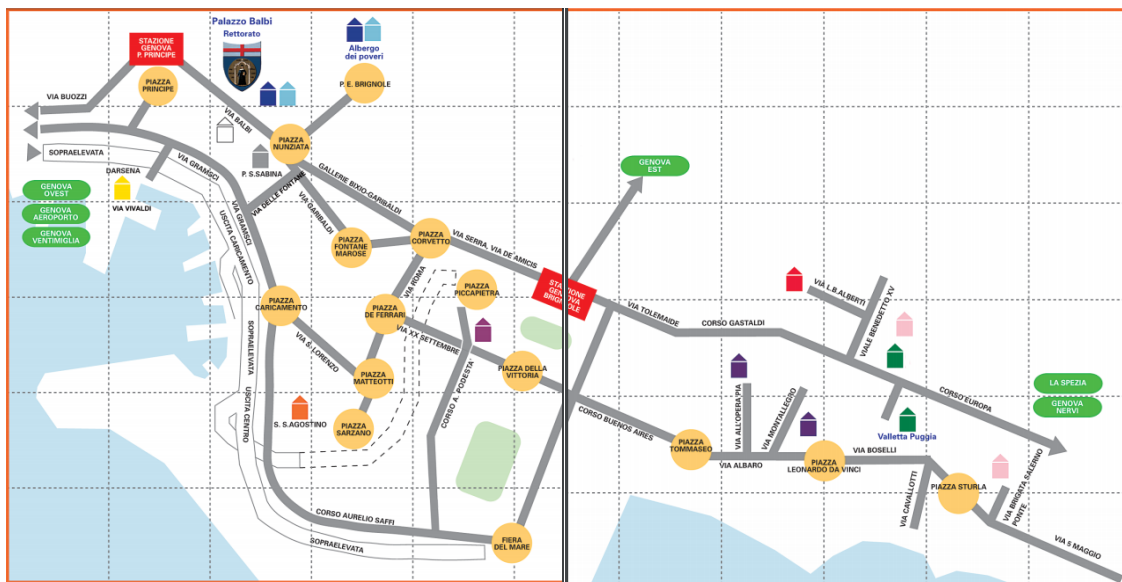 Palazzo Balbi
Rettorato
STAZIONE
GENOVA
P. PRINCIPE
Albergo
dei poveri
PIAZZA
PRINCIPE
P. E. BRIGNOLE
VIA BUOZZI
VIA BALBI
PIAZZA
NUNZIATA
SOPRAELEVATA
VIA GRAMSCI
DARSENA
P. S.SABINA
GALLERIE BIXIO-GARIBALDI
GENOVA
EST
GENOVA
OVEST
GENOVA
AEROPORTO
GENOVA
VENTIMIGLIA
VIA VIVALDI
VIA DELLE FONTANE
VIA GARIBALDI
VIA GRAMSCI
USCITA CARICAMENTO
PIAZZA
FONTANE
MAROSE
PIAZZA
CORVETTO
VIA SERRA, VIA DE AMICIS
VIA ROMA
PIAZZA
PICCAPIETRA
STAZIONE
GENOVA
BRIGNOLE
PIAZZA
CARICAMENTO
PIAZZA
DE FERRARI
VIA XX SETTEMBRE
VIA TOLEMAIDE
CORSO GASTALDI
VIA L.B.ALBERTI
VIALE BENEDETTO XV
SOPRAELEVATA
VIA S. LORENZO
PIAZZA
MATTEOTTI
PIAZZA DELLA
VITTORIA
CORSO A. PODESTA'
USCITA CENTRO
S. S.AGOSTINO
PIAZZA
SARZANO
CORSO BUENOS AIRES
VIA ALL'OPERA PIA
VIA MONTALLEGRO
CORSO EUROPA
LA SPEZIA
GENOVA
NERVI
Valletta Puggia
PIAZZA
TOMMASEO
VIA ALBARO
PIAZZA
LEONARDO DA VINCI
VIA BOSELLI
VIA CAVALLOTTI
PIAZZA STURLA
VIA BRIGATA SALERNO
PONTE
VIA 5 MAGGIO
CORSO AURELIO SAFFI
SOPRAELEVATA
FIERA
DEL MARE